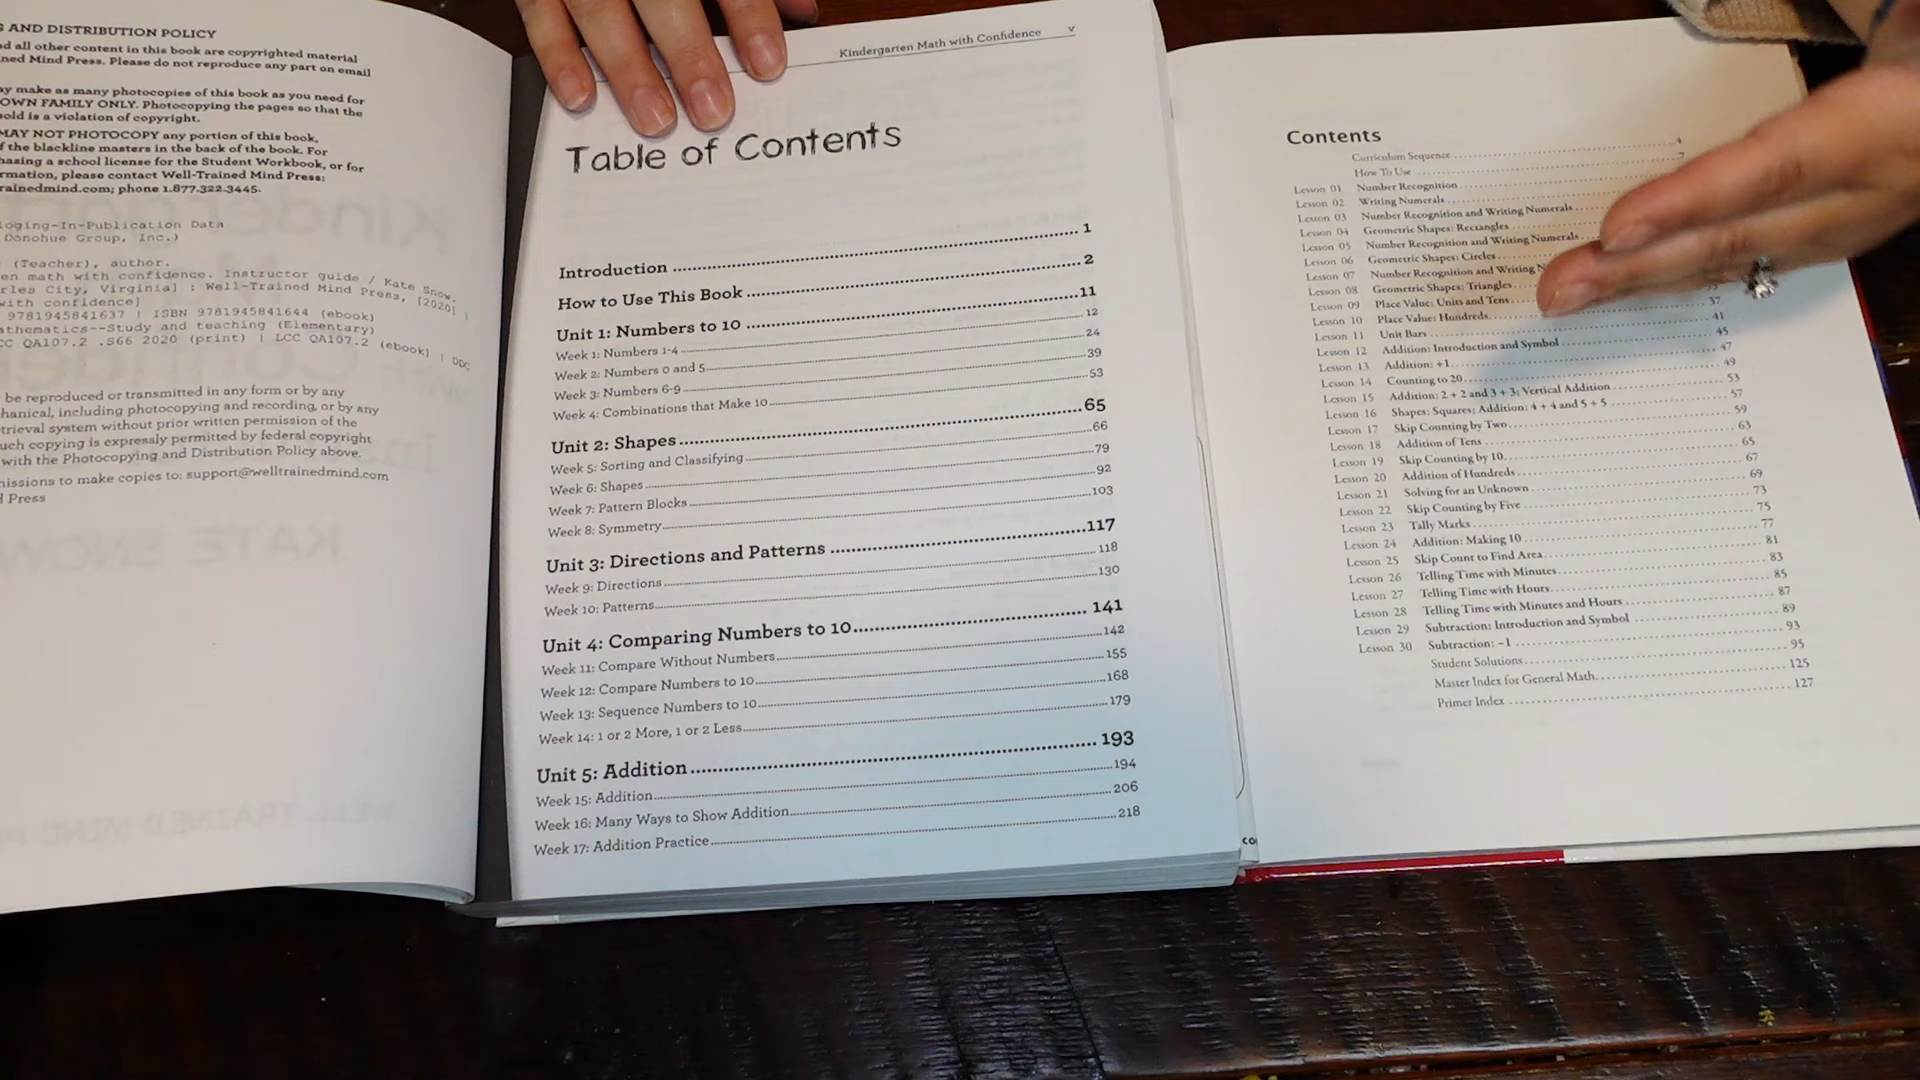 AND DISTRIBUTION POLICY
all other content in this book are copyrighted material
Mind Press. Please do not reproduce any part on email
may make as many photocopies of this book as you need for
OWN FAMILY ONLY. Photocopying the pages so that the
is a violation of copyright.
MAY NOT PHOTOCOPY any portion of this book,
the blackline masters in the back of the book. For
a school license for the Student Workbook, or for
please contact Well-Trained Mind Press:
phone 1.877.322.3445.
-In-Publication Data
Donohue Group, Inc.)
(Teacher), author.
math with confidence. Instructor guide / Kate Snow.
City, Virginia] : Well-Trained Mind Press, [2020] |
with confidence]
9781945841637 | ISBN 9781945841644 (ebook)
--Study and teaching (Elementary)
QA107.2 .S66 2020 (print) | LCC QA107.2 (ebook) | DDC
be reproduced or transmitted in any form or by any
including photocopying and recording, or by any
system without prior written permission of the
such copying is expressly permitted by federal copyright
with the Photocopying and Distribution Policy above.
to make copies to: support@welltrainedmind.com
Press
Kindergarten Math with Confidence v
Table of Contents
Introduction 1
How to Use This Book 2
Unit 1: Numbers to 10 11
Week 1: Numbers 1-4 12
Week 2: Numbers 0 and 5 24
Week 3: Numbers 6-9 39
Week 4: Combinations that Make 10 53
Unit 2: Shapes 65
Week 5: Sorting and Classifying 66
Week 6: Shapes 79
Week 7: Pattern Blocks 92
Week 8: Symmetry 103
Unit 3: Directions and Patterns 117
Week 9: Directions 118
Week 10: Patterns 130
Unit 4: Comparing Numbers to 10 141
Week 11: Compare Without Numbers 142
Week 12: Compare Numbers to 10 155
Week 13: Sequence Numbers to 10 168
Week 14: 1 or 2 More, 1 or 2 Less 179
Unit 5: Addition 193
Week 15: Addition 194
Week 16: Many Ways to Show Addition 206
Week 17: Addition Practice 218
Contents
Curriculum Sequence 4
How To Use 7
Lesson 01 Number Recognition
Lesson 02 Writing Numerals
Lesson 03 Number Recognition and Writing Numerals
Lesson 04 Geometric Shapes: Rectangles
Lesson 05 Number Recognition and Writing Numerals
Lesson 06 Geometric Shapes: Circles
Lesson 07 Number Recognition and Writing
Lesson 08 Geometric Shapes: Triangles
Lesson 09 Place Value: Units and Tens 37
Lesson 10 Place Value: Hundreds 41
Lesson 11 Unit Bars 45
Lesson 12 Addition: Introduction and Symbol 47
Lesson 13 Addition: +1 49
Lesson 14 Counting to 20 53
Lesson 15 Addition: 2 + 2 and 3 + 3; Vertical Addition 57
Lesson 16 Shapes: Squares; Addition: 4 + 4 and 5 + 5 59
Lesson 17 Skip Counting by Two 63
Lesson 18 Addition of Tens 65
Lesson 19 Skip Counting by 10 67
Lesson 20 Addition of Hundreds 69
Lesson 21 Solving for an Unknown 73
Lesson 22 Skip Counting by Five 75
Lesson 23 Tally Marks 77
Lesson 24 Addition: Making 10 81
Lesson 25 Skip Count to Find Area 83
Lesson 26 Telling Time with Minutes 85
Lesson 27 Telling Time with Hours 87
Lesson 28 Telling Time with Minutes and Hours 89
Lesson 29 Subtraction: Introduction and Symbol 93
Lesson 30 Subtraction: -1 95
Student Solutions
Master Index for General Math 125
Primer Index 127